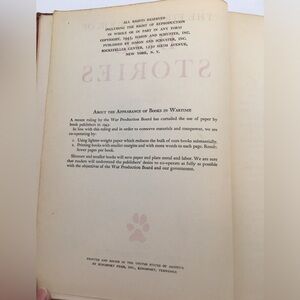 ALL RIGHTS RESERVED
INCLUDING THE RIGHT OF REPRODUCTION
IN WHOLE OR IN PART IN ANY FORM
COPYRIGHT, 1943, SIMON AND SCHUSTER, INC.
PUBLISHED BY SIMON AND SCHUSTER, INC.
ROCKEFELLER CENTER, 1230 SIXTH AVENUE,
NEW YORK, N. Y.
STORIES
ABOUT THE APPEARANCE OF BOOKS IN WARTIME
A recent ruling by the War Production Board has curtailed the use of paper by
book publishers in 1943.
In line with this ruling and in order to conserve materials and manpower, we are
co-operating by:
1. Using lighter-weight paper which reduces the bulk of our books substantially.
2. Printing books with smaller margins and with more words to each page. Result:
fewer pages per book.
Slimmer and smaller books will save paper and plate metal and labor. We are sure
that readers will understand the publishers' desire to co-operate as fully as possible
with the objectives of the War Production Board and our government.
PRINTED AND BOUND IN THE UNITED STATES OF AMERICA
BY KINGSPORT PRESS, INC., KINGSPORT, TENNESSEE